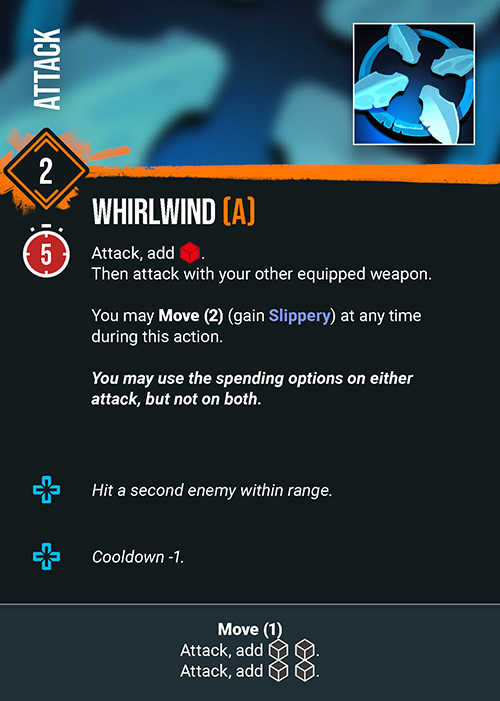 ATTACK
2
WHIRLWIND (A)
5
Attack, add .
Then attack with your other equipped weapon.
You may Move (2) (gain Slippery) at any time
during this action.
You may use the spending options on either
attack, but not on both.
Hit a second enemy within range.
Cooldown -1.
Move (1)
Attack, add .
Attack, add .